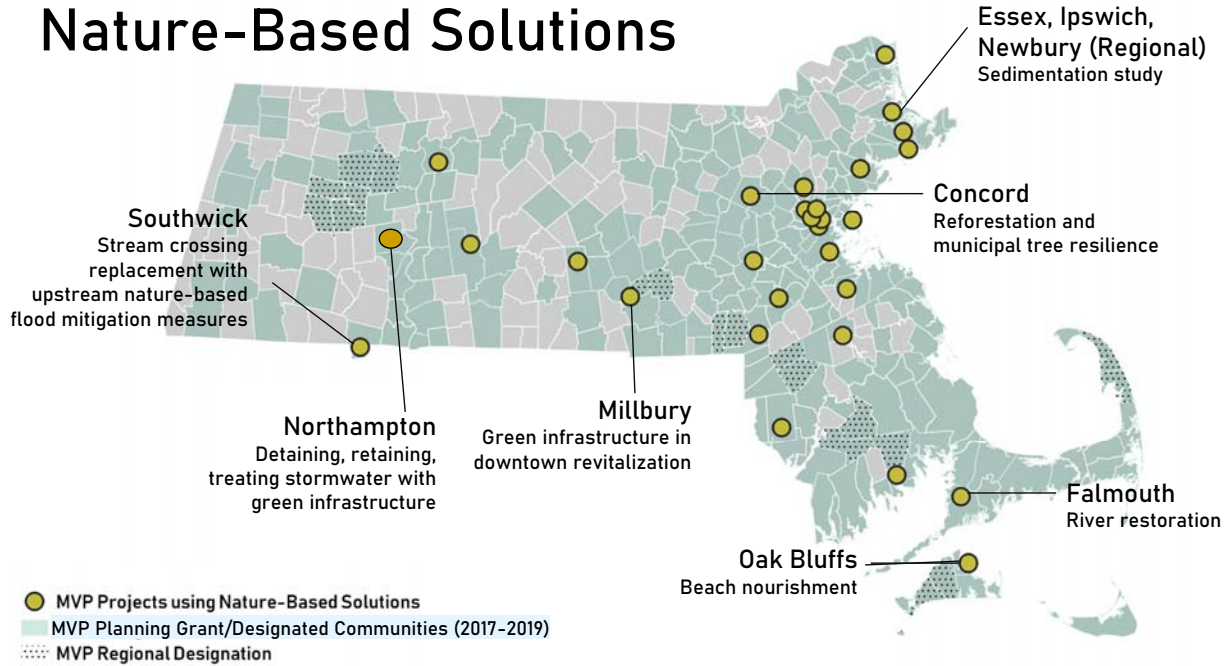 Nature-Based Solutions
Essex, Ipswich,
Newbury (Regional)
Sedimentation study
Concord
Reforestation and
municipal tree resilience
Southwick
Stream crossing
replacement with
upstream nature-based
flood mitigation measures
Northampton
Detaining, retaining,
treating stormwater with
green infrastructure
Millbury
Green infrastructure in
downtown revitalization
Falmouth
River restoration
Oak Bluffs
Beach nourishment
MVP Projects using Nature-Based Solutions
MVP Planning Grant/Designated Communities (2017-2019)
MVP Regional Designation